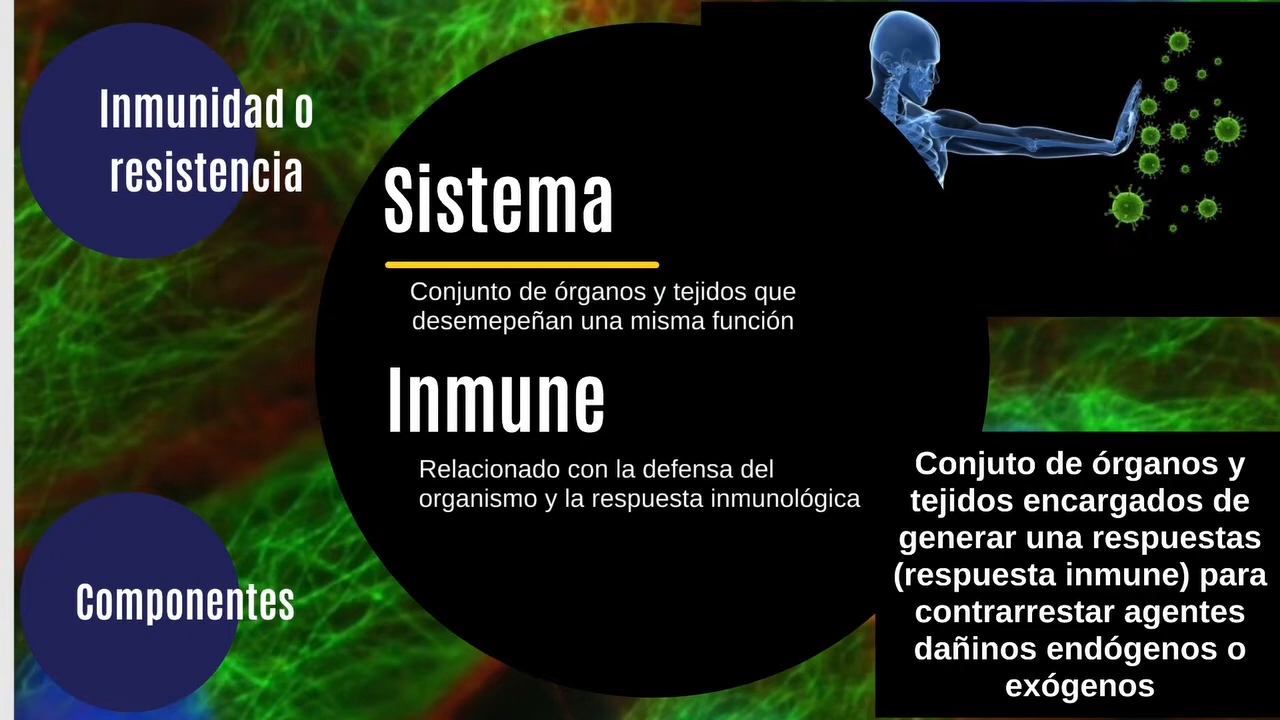 Inmunidad o
resistencia
Sistema
Conjunto de órganos y tejidos que
desemepeñan una misma función
Inmune
Relacionado con la defensa del
organismo y la respuesta inmunológica
Componentes
Conjuto de órganos y
tejidos encargados de
generar una respuestas
(respuesta inmune) para
contrarrestar agentes
dañinos endógenos o
exógenos